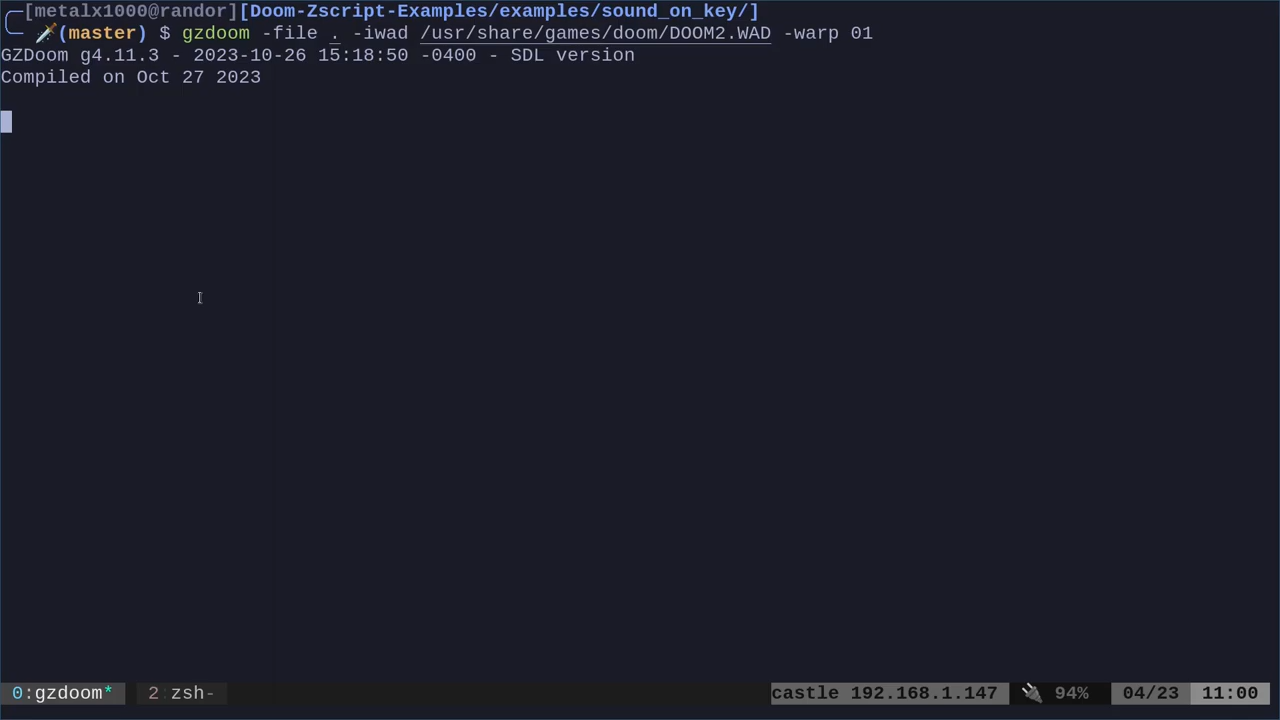 [metalx1000@randor][Doom-Zscript-Examples/examples/sound_on_key/]
(master) $ gzdoom -file . -iwad /usr/share/games/doom/DOOM2.WAD -warp 01
GZDoom g4.11.3 - 2023-10-26 15:18:50 -0400 - SDL version
Compiled on Oct 27 2023
0:gzdoom* 2 zsh- castle 192.168.1.147 94% 04/23 11:00